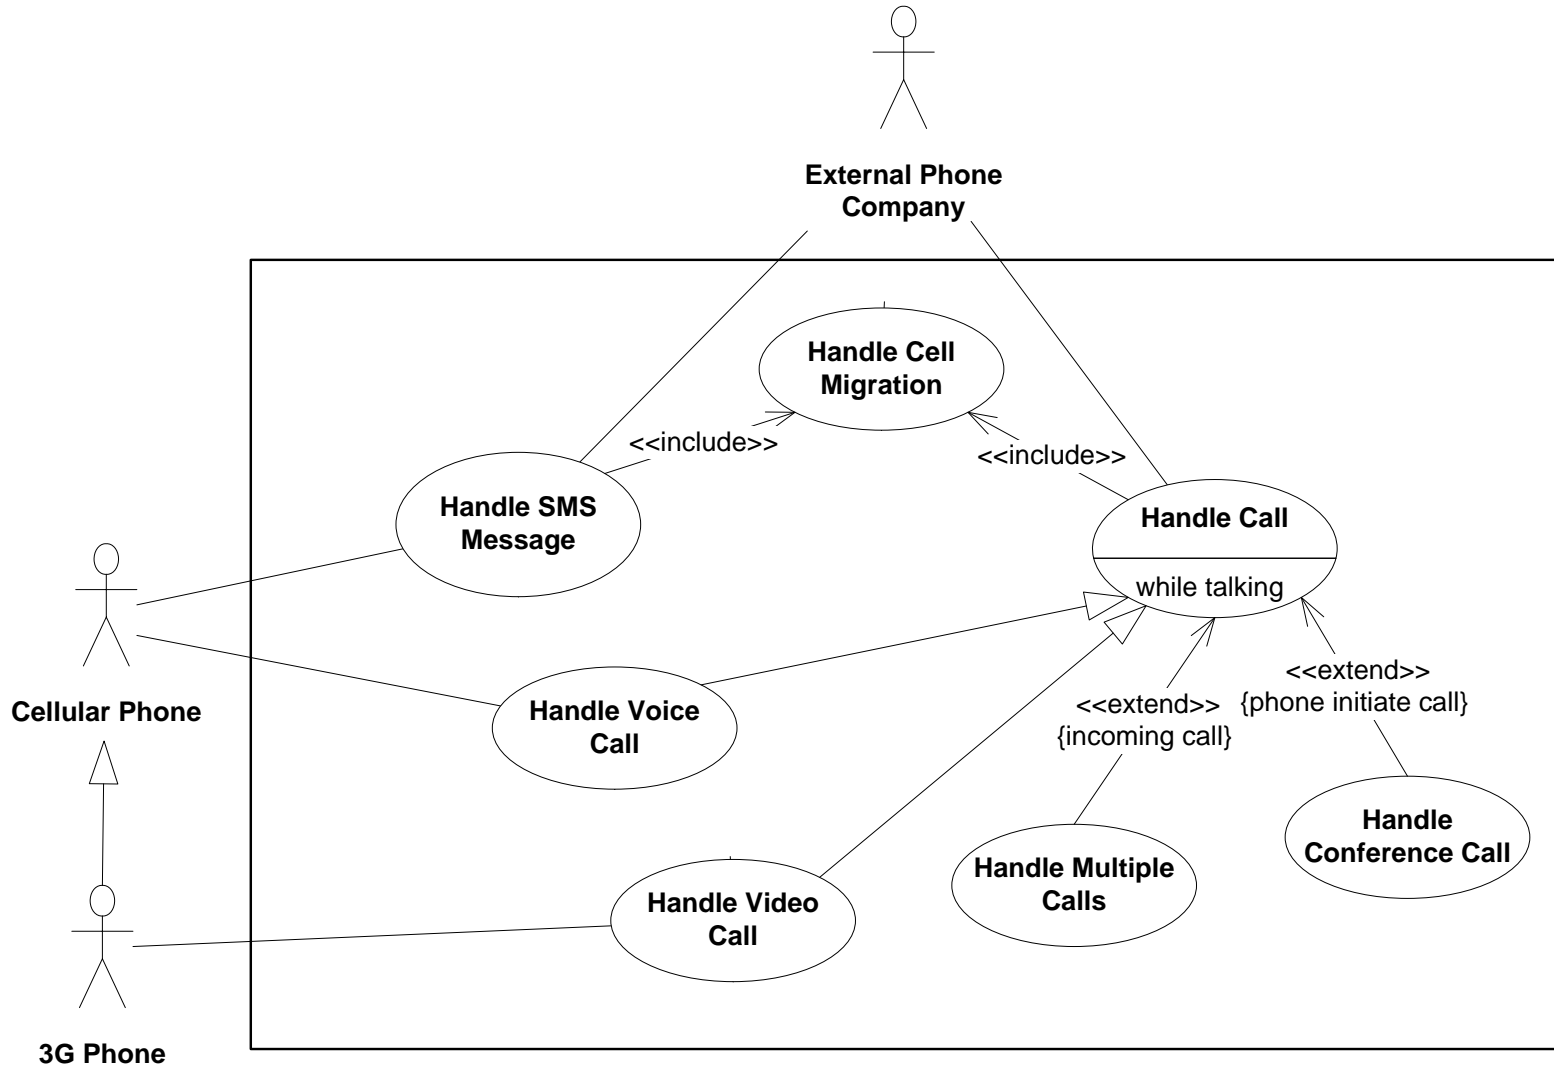 External Phone
Company
Handle Cell
Migration
<<include>>
<<include>>
Handle SMS
Message
Handle Call
while talking
Cellular Phone
Handle Voice
Call
<<extend>>
{incoming call}
<<extend>>
{phone initiate call}
Handle Video
Call
Handle Multiple
Calls
Handle
Conference Call
3G Phone